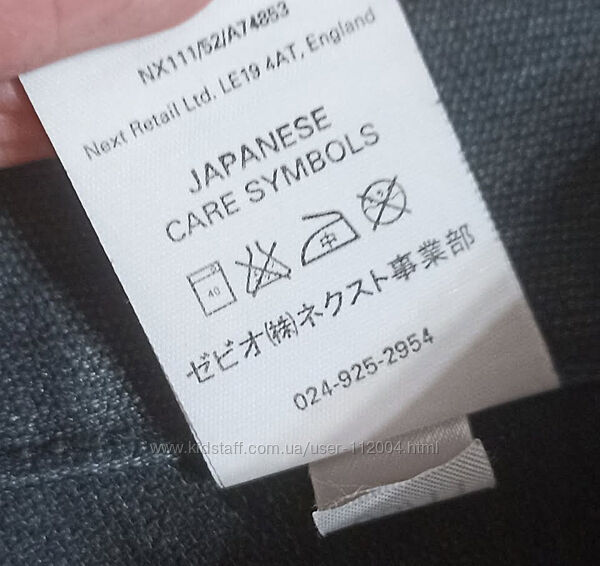 NX111/52/A74853
Next Retail Ltd. LE19 4AT, England
JAPANESE
CARE SYMBOLS
40 中
ゼビオ㈱ネクスト事業部
024-925-2954
www.kidstaff.com.ua/user-112004.html